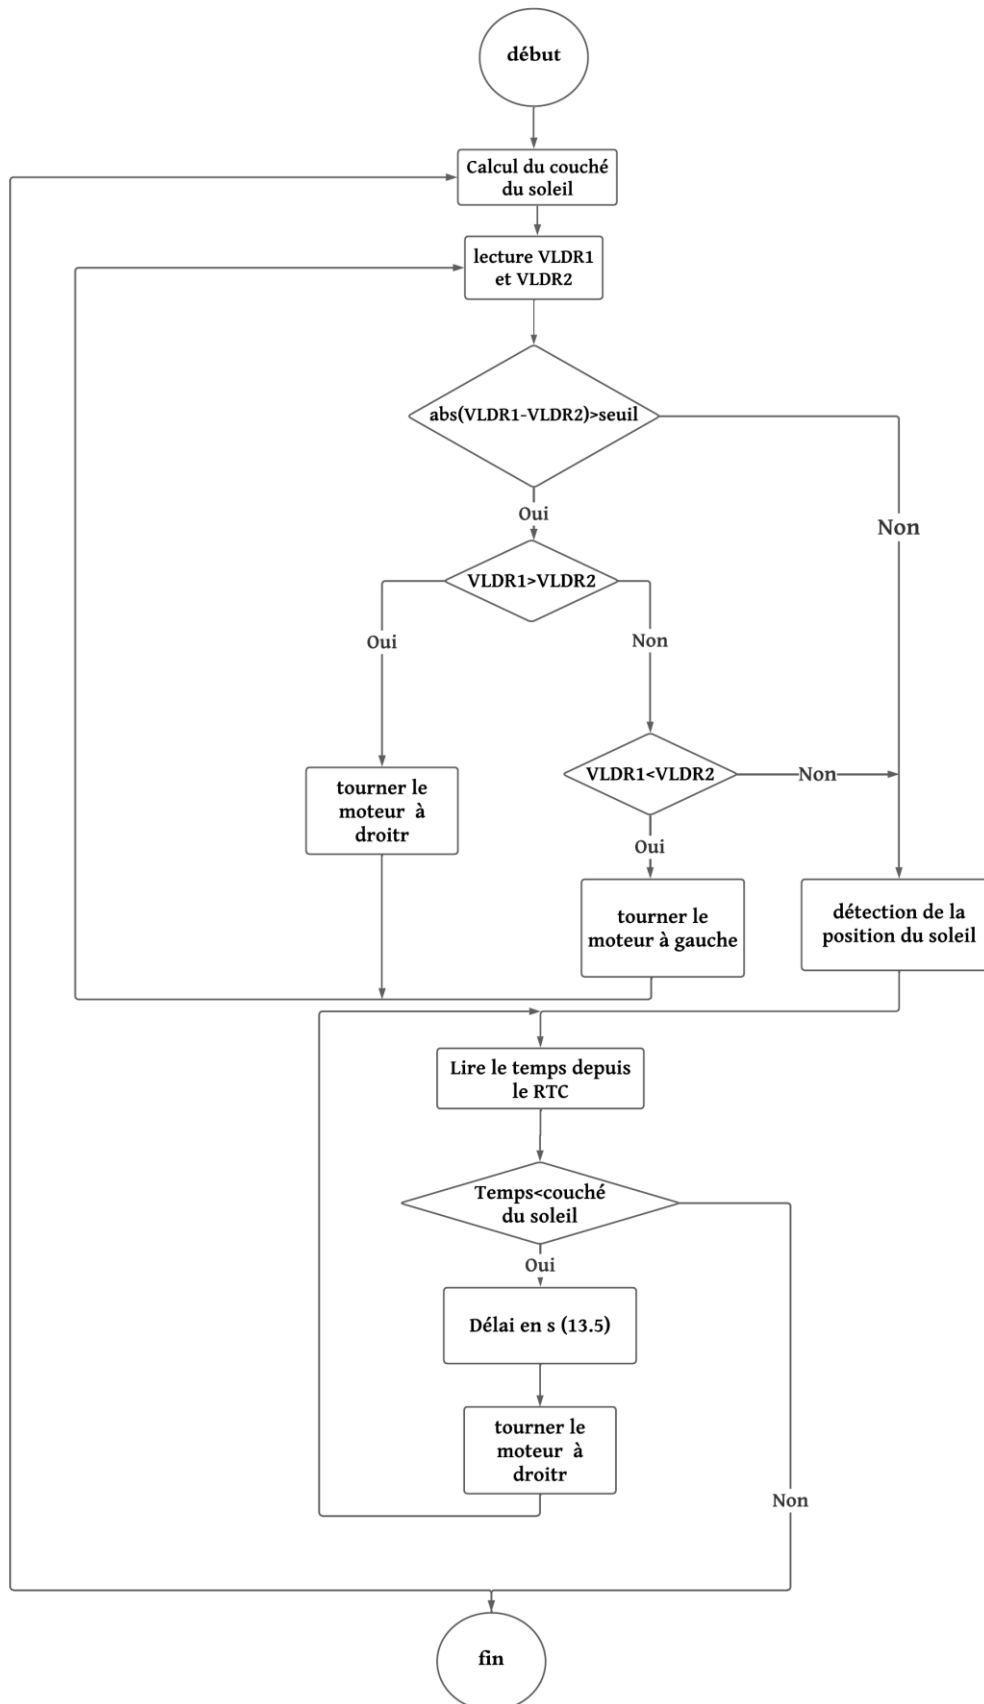 début
Calcul du couché
du soleil
lecture VLDR1
et VLDR2
abs(VLDR1-VLDR2)>seuil
Oui
Non
VLDR1>VLDR2
Oui
Non
VLDR1<VLDR2
Non
tourner le
moteur à
droitr
Oui
tourner le
moteur à gauche
détection de la
position du soleil
Lire le temps depuis
le RTC
Temps<couché
du soleil
Oui
Délai en s (13.5)
tourner le
moteur à
droitr
Non
fin